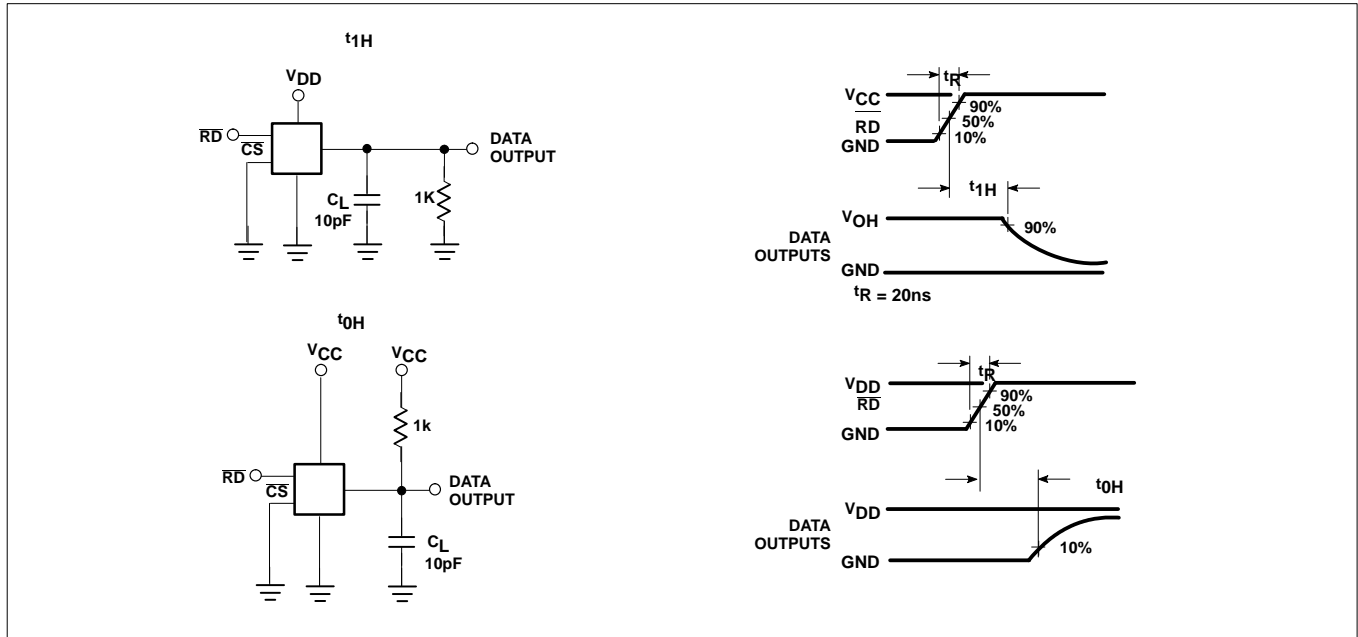 t1H
VDD
RD
CS
DATA
OUTPUT
CL
10pF
1K
tR
VCC
RD
GND
90%
50%
10%
t1H
VOH
90%
DATA
OUTPUTS
GND
tR = 20ns
t0H
VCC
VCC
1k
RD
CS
DATA
OUTPUT
CL
10pF
tR
VDD
RD
GND
90%
50%
10%
t0H
VDD
DATA
OUTPUTS
10%
GND